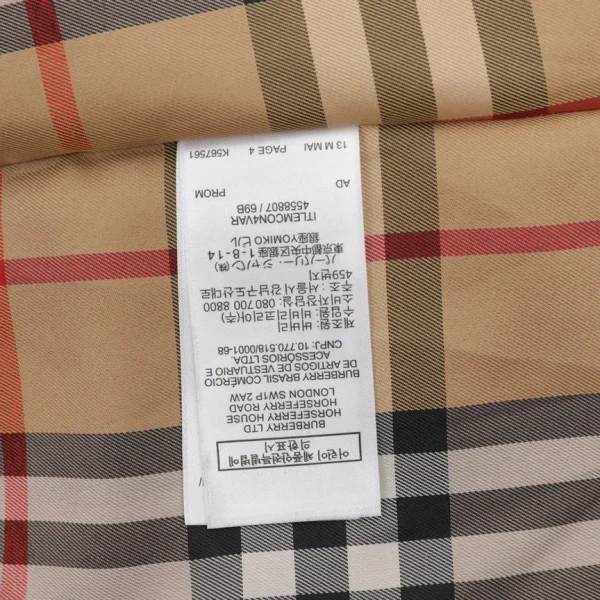 어린이 제품안전특별법에
의한표시
BURBERRY LTD
HORSEFERRY HOUSE
HORSEFERRY ROAD
LONDON SW1P 2AW
BURBERRY BRASIL COMÉRCIO
DE ARTIGOS DE VESTUÁRIO E
ACESSÓRIOS LTDA.
CNPJ: 10.770.518/0001-68
제조원: 버버리
수입원: 버버리코리아(주)
소비자상담실: 080 700 8800
주소: 서울시 강남구 도산대로
459번지
バーバリー・ジャパン(株)
東京都中央区銀座 1-8-14
銀座YOMIKOビル
ITLEMCON4VAR
4558807 / 69B
AD PROM
13 M MAI PAGE 4 K567561